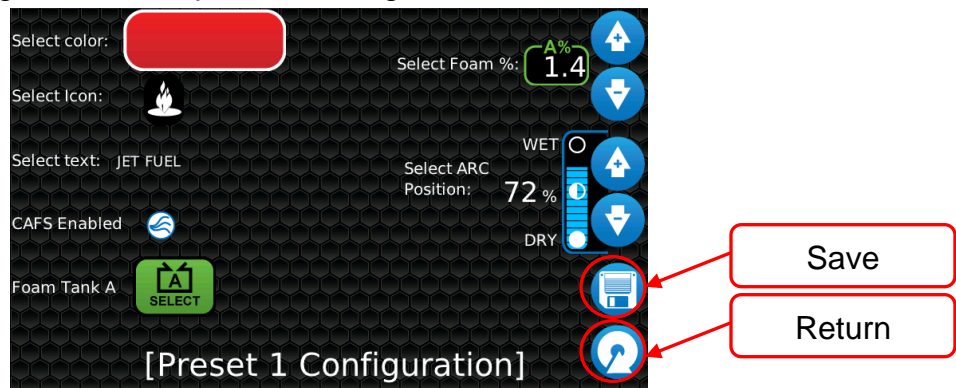 Select color:
A%
Select Foam %: 1.4
Select Icon:
WET
Select text: JET FUEL
Select ARC
Position: 72 %
CAFS Enabled
DRY
Foam Tank A
A
SELECT
Save
Return
[Preset 1 Configuration]